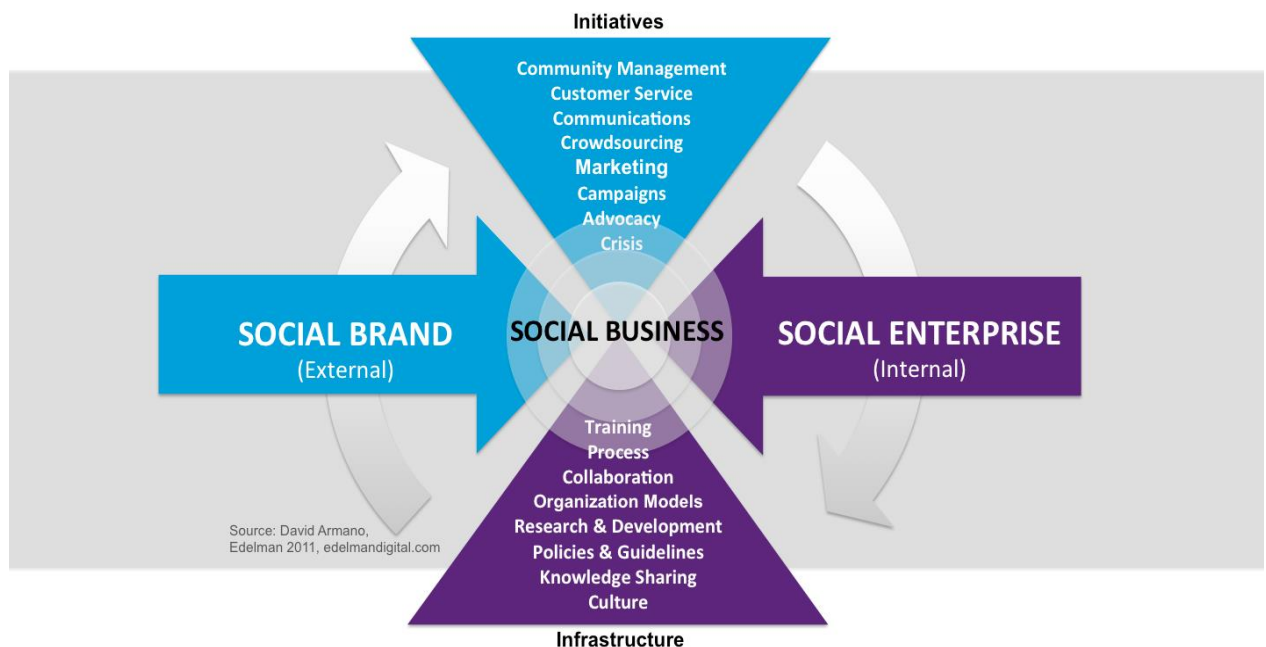 Initiatives
Community Management
Customer Service
Communications
Crowdsourcing
Marketing
Campaigns
Advocacy
Crisis
SOCIAL BRAND
(External)
SOCIAL BUSINESS
SOCIAL ENTERPRISE
(Internal)
Training
Process
Collaboration
Organization Models
Research & Development
Policies & Guidelines
Knowledge Sharing
Culture
Source: David Armano,
Edelman 2011, edelmandigital.com
Infrastructure